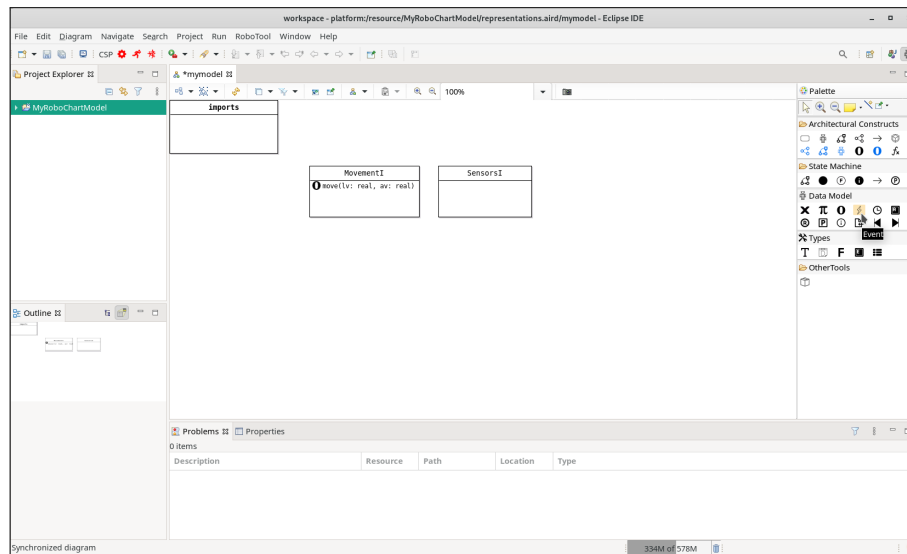 workspace - platform:/resource/MyRoboChartModel/representations.aird/mymodel - Eclipse IDE
File Edit Diagram Navigate Search Project Run RoboTool Window Help
CSP
Project Explorer
*mymodel
100%
Palette
MyRoboChartModel
imports
Architectural Constructs
State Machine
MovementI
SensorsI
move(lv: real, av: real)
Data Model
Event
Types
T F
OtherTools
Outline
Problems
Properties
0 items
Description Resource Path Location Type
Synchronized diagram
334M of 578M